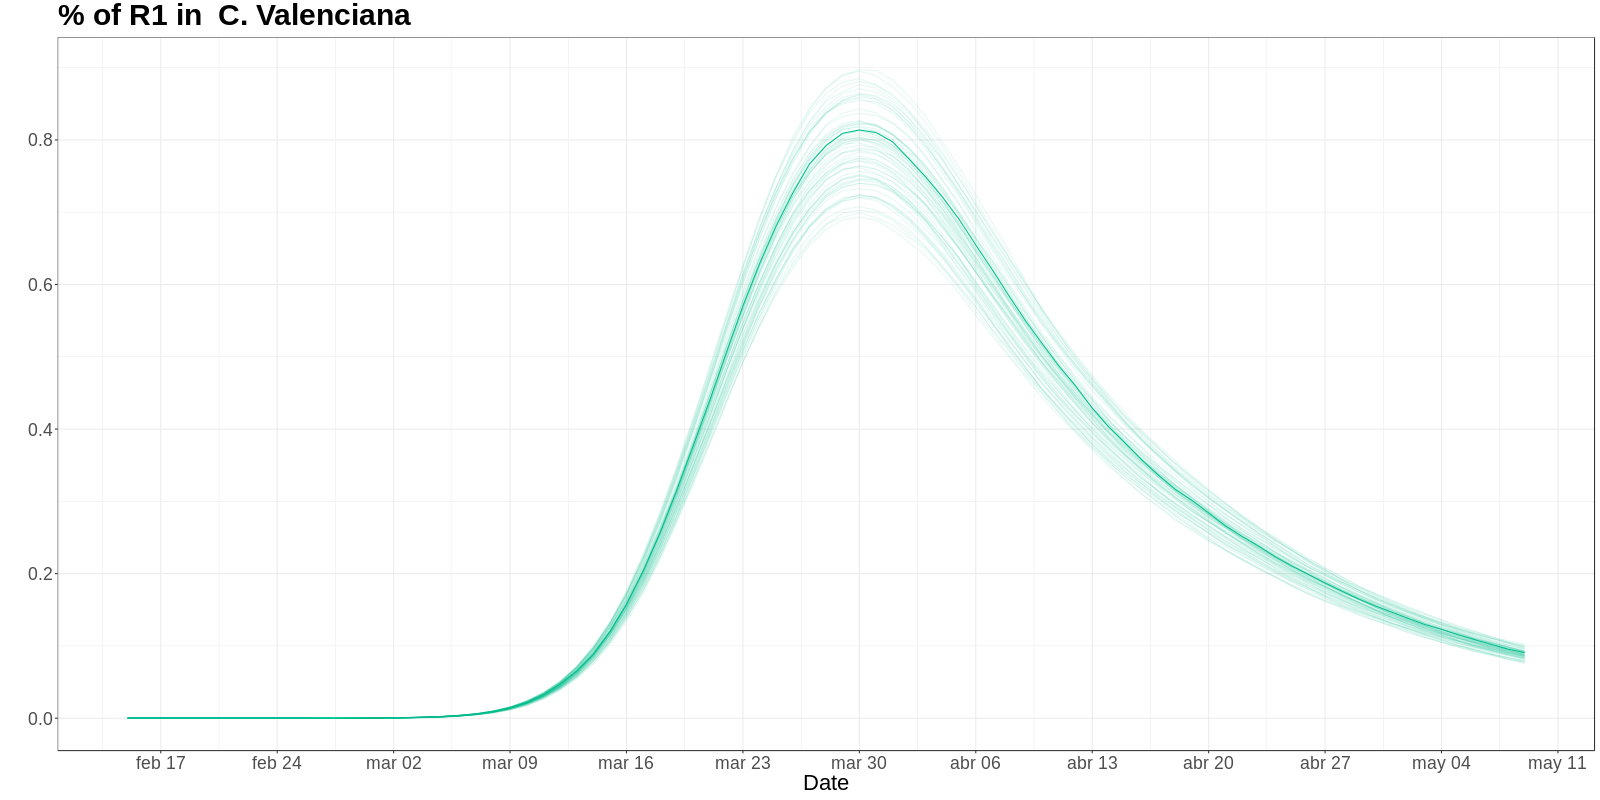 % of R1 in  C. Valenciana
0.8
0.6
0.4
0.2
0.0
feb 17 feb 24 mar 02 mar 09 mar 16 mar 23 mar 30 abr 06 abr 13 abr 20 abr 27 may 04 may 11
Date